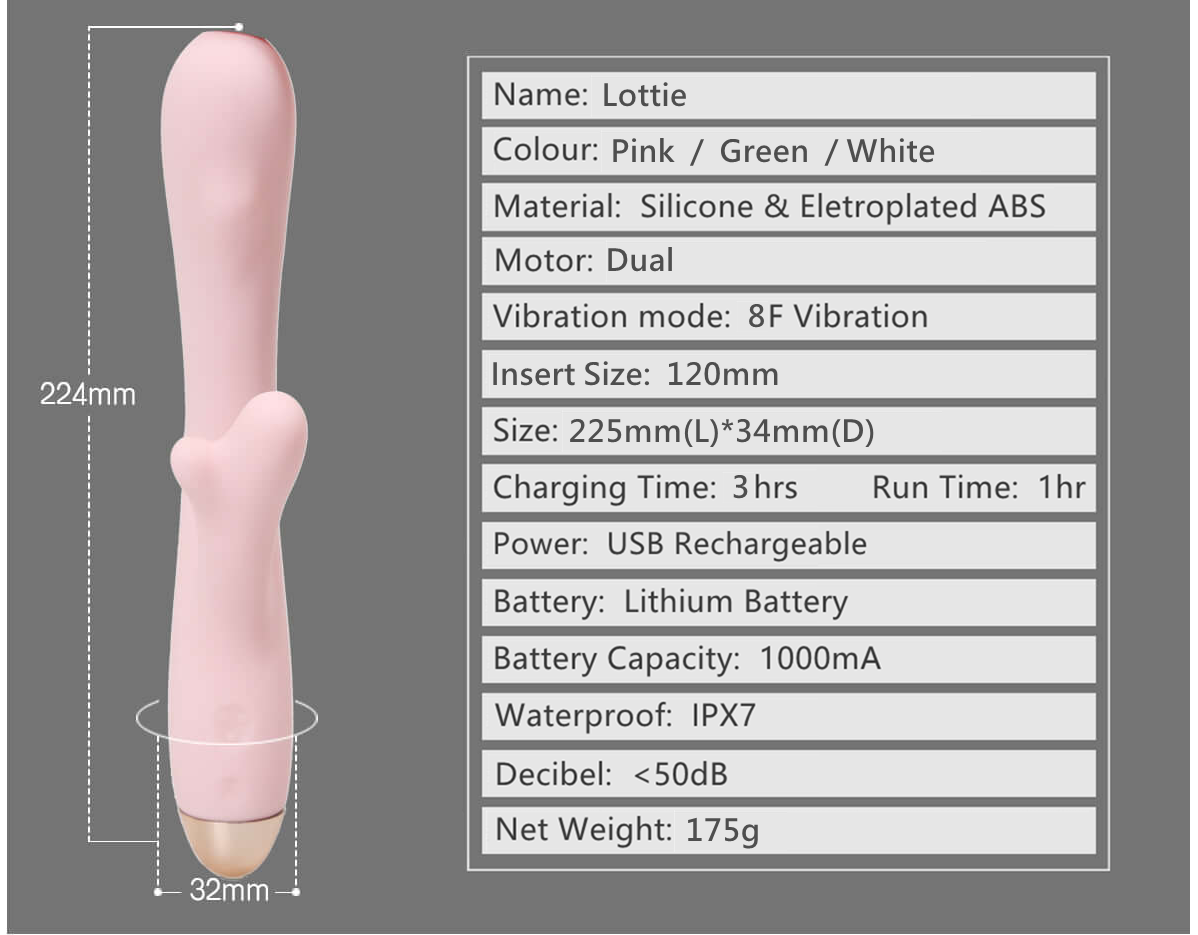 Name: Lottie
Colour: Pink / Green / White
Material: Silicone & Eletroplated ABS
Motor: Dual
Vibration mode: 8F Vibration
224mm
Insert Size: 120mm
Size: 225mm(L)*34mm(D)
Charging Time: 3hrs Run Time: 1hr
Power: USB Rechargeable
Battery: Lithium Battery
Battery Capacity: 1000mA
Waterproof: IPX7
Decibel: <50dB
Net Weight: 175g
32mm